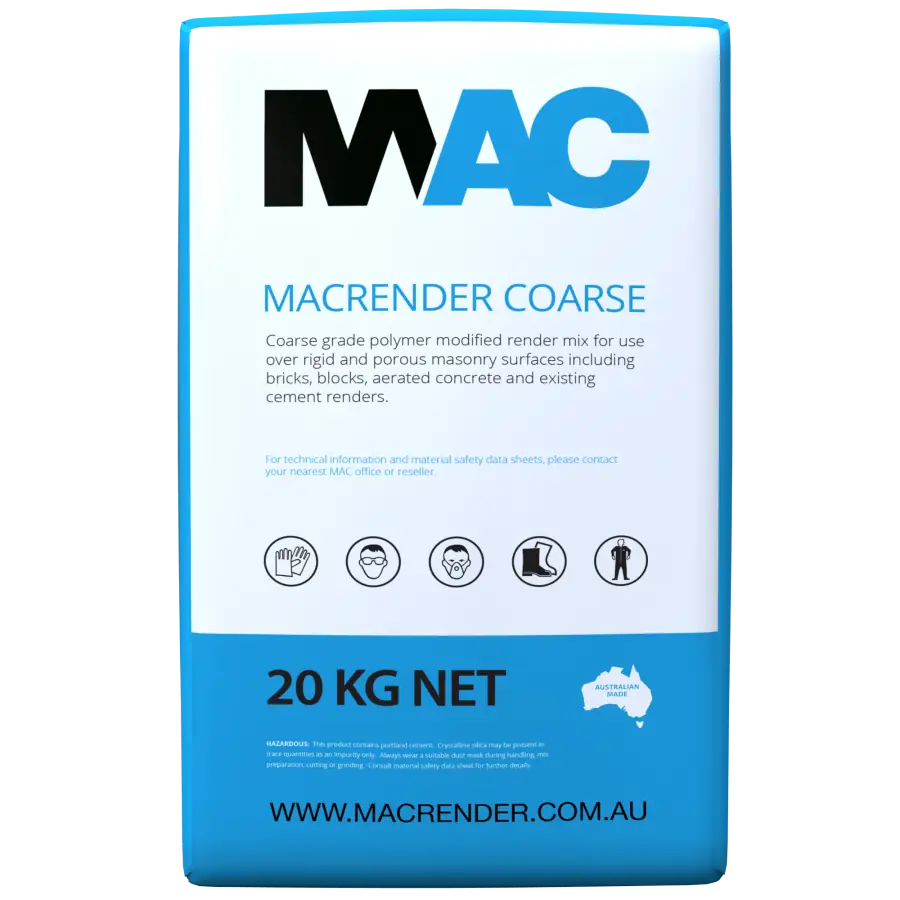 MAC
MACRENDER COARSE
Coarse grade polymer modified render mix for use
over rigid and porous masonry surfaces including
bricks, blocks, aerated concrete and existing
cement renders.
For technical information and material safety data sheets, please contact
your nearest MAC office or reseller.
20 KG NET
AUSTRALIAN
MADE
HAZARDOUS: This product contains portland cement. Crystalline silica may be present in
trace quantities as an impurity only. Always wear a suitable dust mask during handling, mix
preparation, cutting or grinding. Consult material safety data sheet for further details.
WWW.MACRENDER.COM.AU